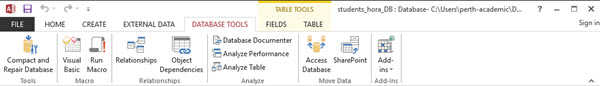 TABLE TOOLS
students_hora_DB : Database- C:\Users\perth-academic\D...
? 
FILE HOME CREATE EXTERNAL DATA DATABASE TOOLS FIELDS TABLE Sign in
Compact and Repair Database
Visual Basic
Run Macro
Relationships
Object Dependencies
Database Documenter
Analyze Performance
Analyze Table
Access Database
SharePoint
Add-ins
Tools Macro Relationships Analyze Move Data Add-Ins